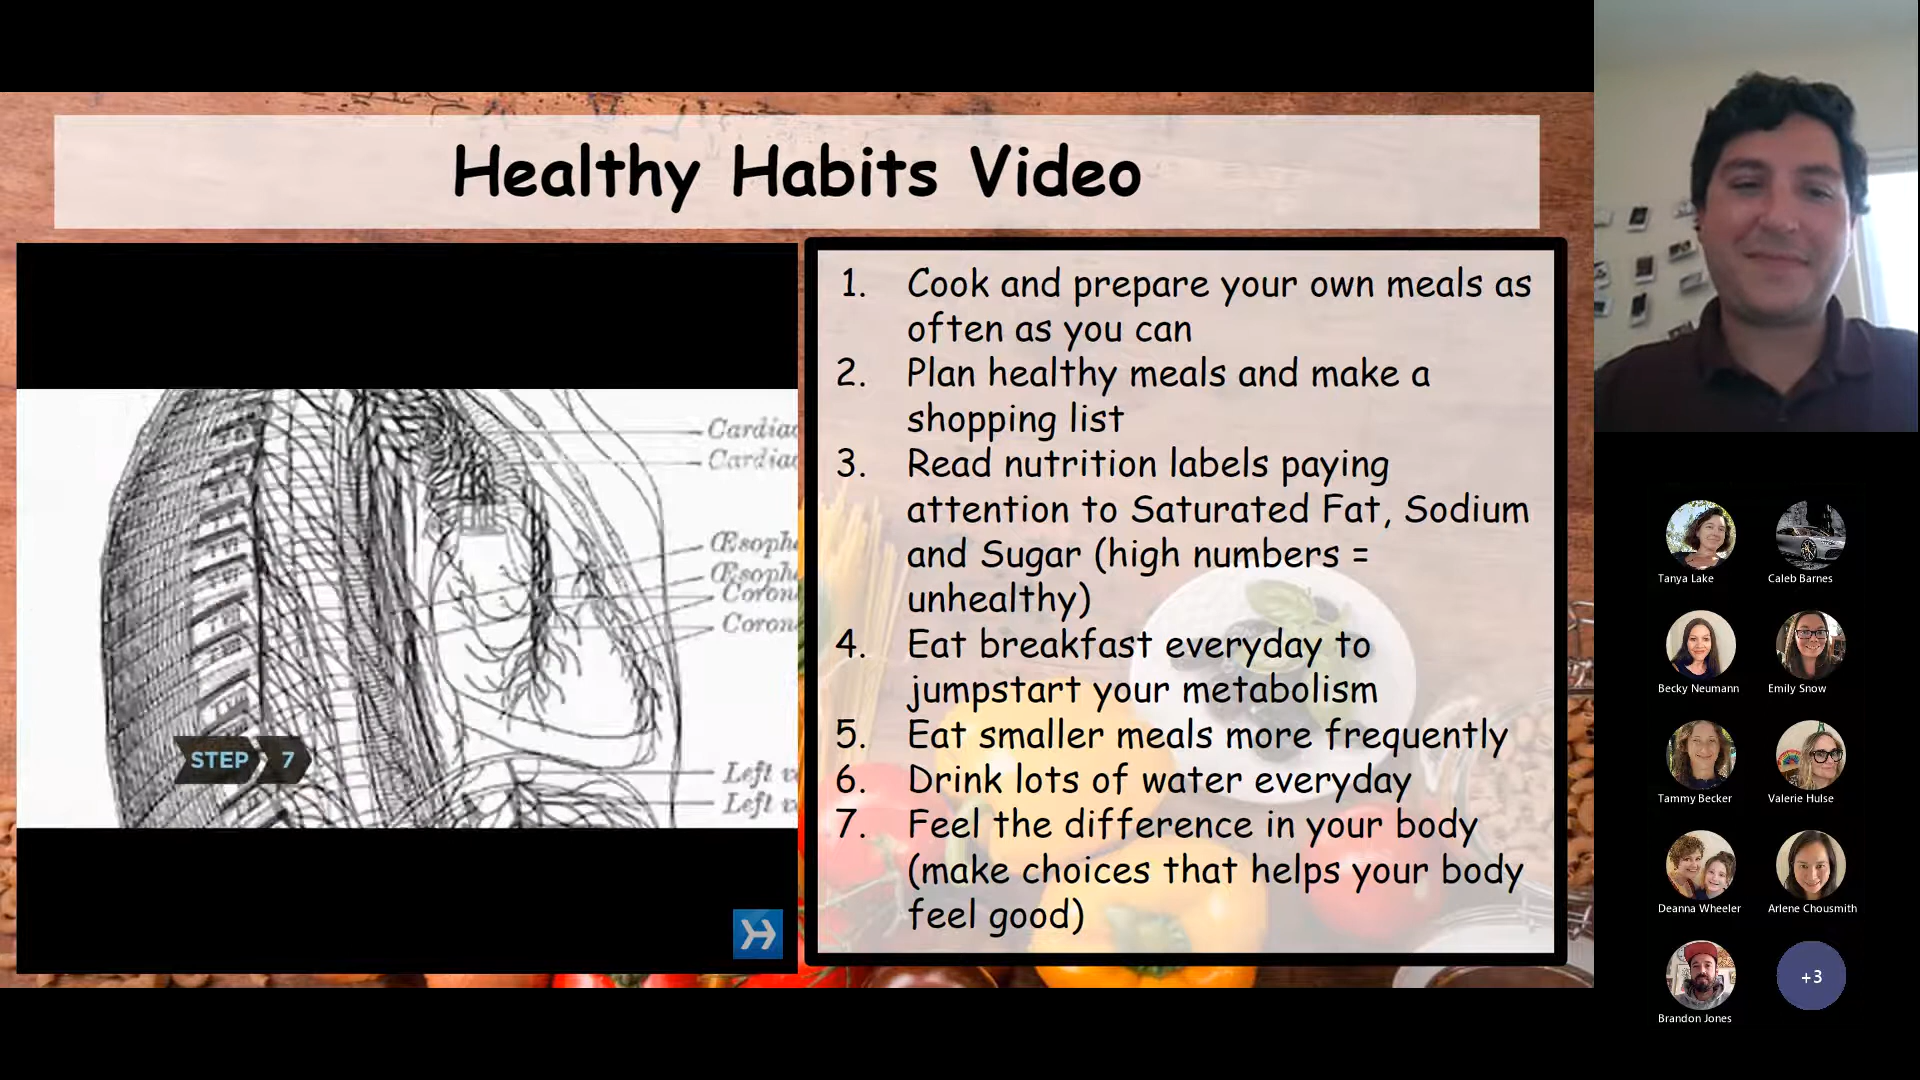 Healthy Habits Video
1. Cook and prepare your own meals as
often as you can
2. Plan healthy meals and make a
shopping list
3. Read nutrition labels paying
attention to Saturated Fat, Sodium
and Sugar (high numbers =
unhealthy)
4. Eat breakfast everyday to
jumpstart your metabolism
5. Eat smaller meals more frequently
6. Drink lots of water everyday
7. Feel the difference in your body
(make choices that helps your body
feel good)
Cardiac
Cardiac
Œsoph
Œsoph
Coron
Coron
Left v
Left v
STEP 7
Tanya Lake
Caleb Barnes
Becky Neumann
Emily Snow
Tammy Becker
Valerie Hulse
Deanna Wheeler
Arlene Chousmith
Brandon Jones
+3